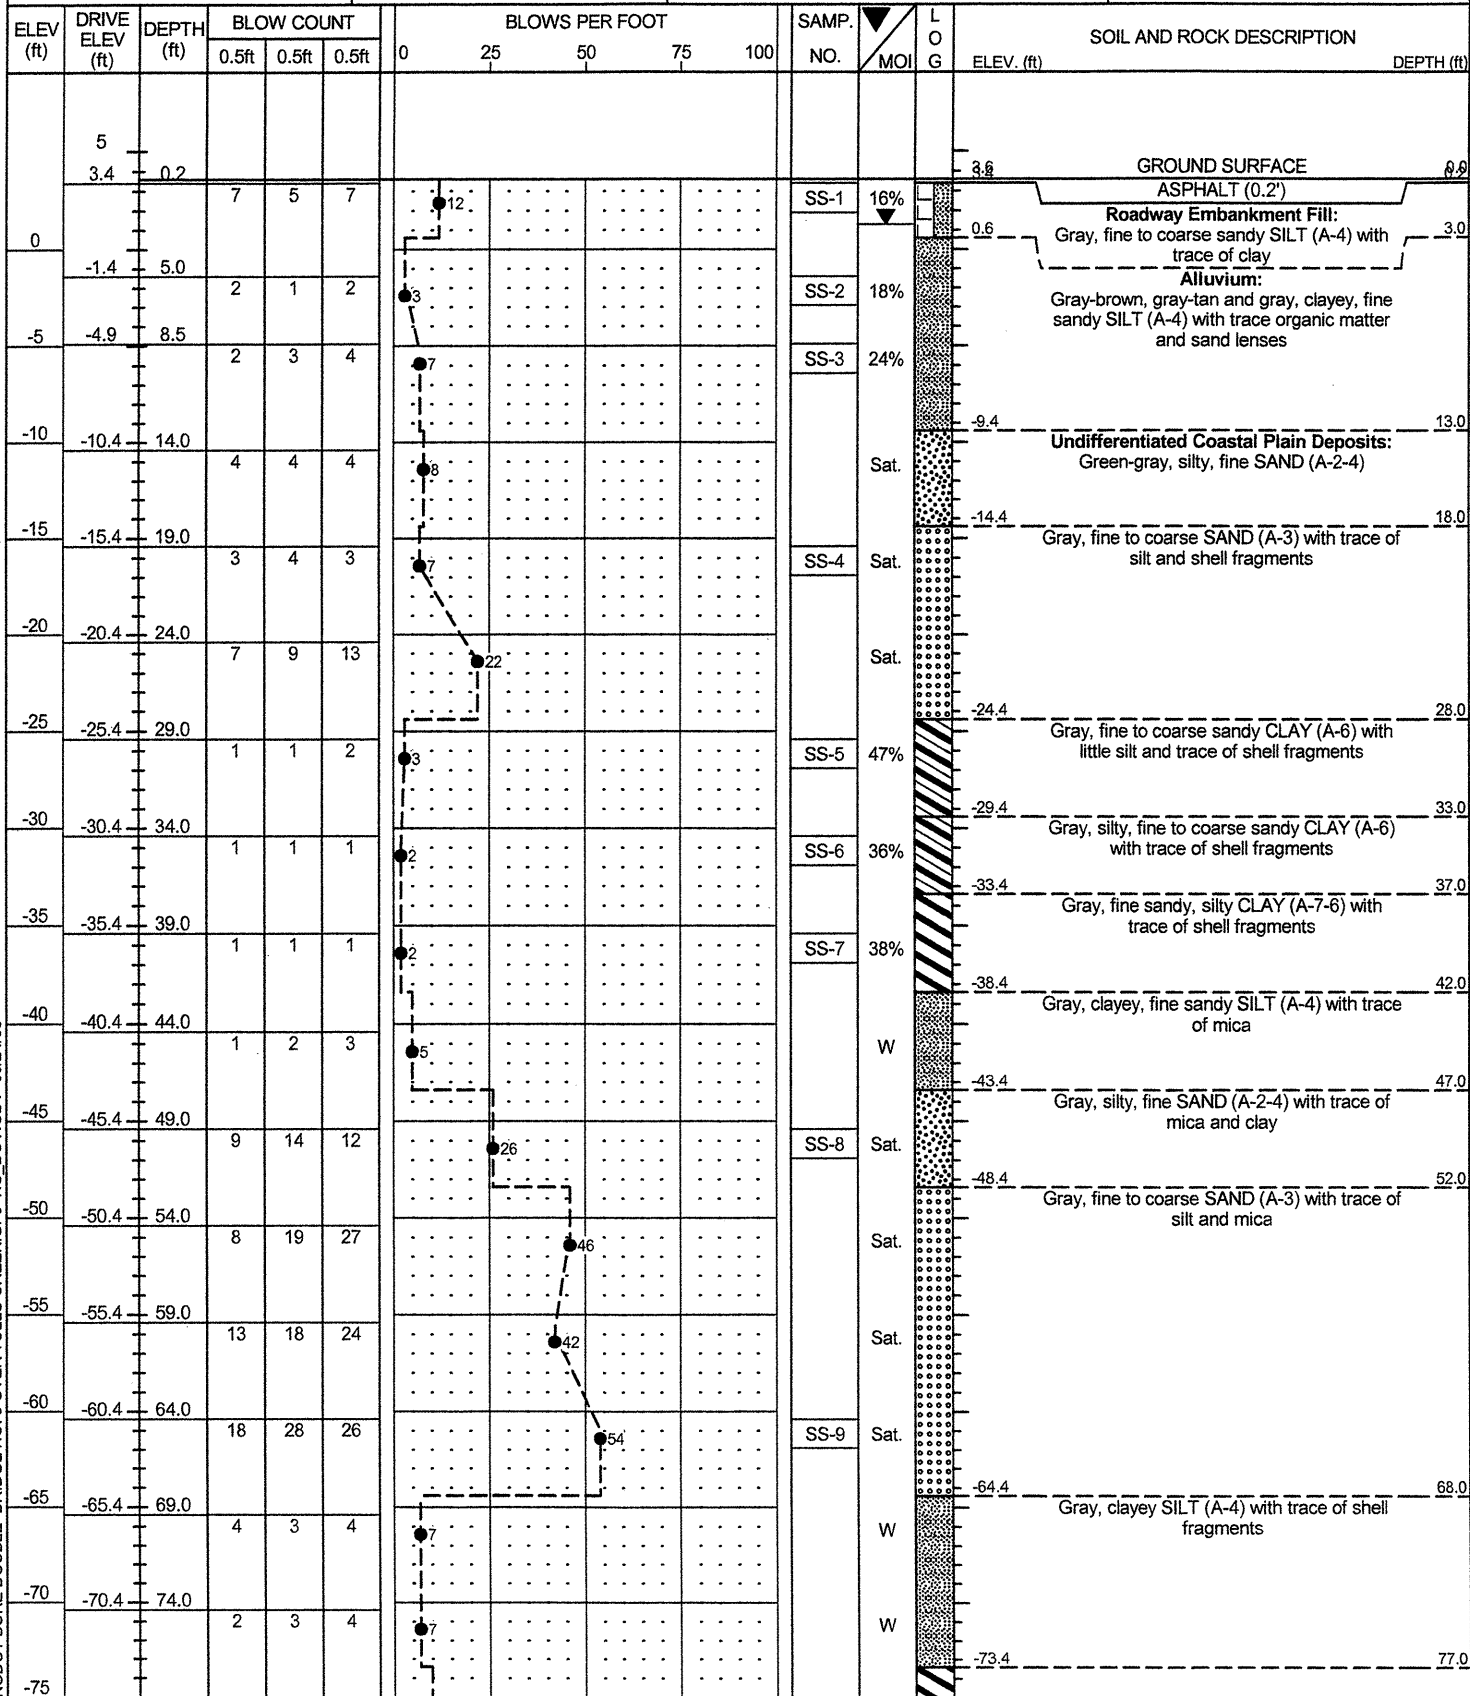 ELEV (ft) DRIVE ELEV (ft) DEPTH (ft) BLOW COUNT BLOWS PER FOOT SAMP. NO. MOI L O G SOIL AND ROCK DESCRIPTION
0.5ft 0.5ft 0.5ft 0 25 50 75 100 ELEV. (ft) DEPTH (ft)
5
3.4 0.2 3.6 GROUND SURFACE 0.0
7 5 7 12 SS-1 16% ASPHALT (0.2')
Roadway Embankment Fill:
0.6 Gray, fine to coarse sandy SILT (A-4) with 3.0
0 trace of clay
-1.4 5.0 Alluvium:
2 1 2 3 SS-2 18% Gray-brown, gray-tan and gray, clayey, fine
sandy SILT (A-4) with trace organic matter
-5 -4.9 8.5 and sand lenses
2 3 4 7 SS-3 24%
-9.4 13.0
-10 -10.4 14.0 Undifferentiated Coastal Plain Deposits:
4 4 4 8 Sat. Green-gray, silty, fine SAND (A-2-4)
-14.4 18.0
-15 -15.4 19.0 Gray, fine to coarse SAND (A-3) with trace of
3 4 3 7 SS-4 Sat. silt and shell fragments
-20 -20.4 24.0
7 9 13 22 Sat.
-24.4 28.0
-25 -25.4 29.0 Gray, fine to coarse sandy CLAY (A-6) with
1 1 2 3 SS-5 47% little silt and trace of shell fragments
-29.4 33.0
-30 -30.4 34.0 Gray, silty, fine to coarse sandy CLAY (A-6)
1 1 1 2 SS-6 36% with trace of shell fragments
-33.4 37.0
-35 -35.4 39.0 Gray, fine sandy, silty CLAY (A-7-6) with
trace of shell fragments
1 1 1 2 SS-7 38%
-38.4 42.0
-40 -40.4 44.0 Gray, clayey, fine sandy SILT (A-4) with trace
of mica
1 2 3 5 W
-43.4 47.0
-45 -45.4 49.0 Gray, silty, fine SAND (A-2-4) with trace of
mica and clay
9 14 12 26 SS-8 Sat.
-48.4 52.0
-50 -50.4 54.0 Gray, fine to coarse SAND (A-3) with trace of
silt and mica
8 19 27 46 Sat.
-55 -55.4 59.0
13 18 24 42 Sat.
-60 -60.4 64.0
18 28 26 54 SS-9 Sat.
-64.4 68.0
-65 -65.4 69.0 Gray, clayey SILT (A-4) with trace of shell
fragments
4 3 4 7 W
-70 -70.4 74.0
2 3 4 7 W
-73.4 77.0
-75